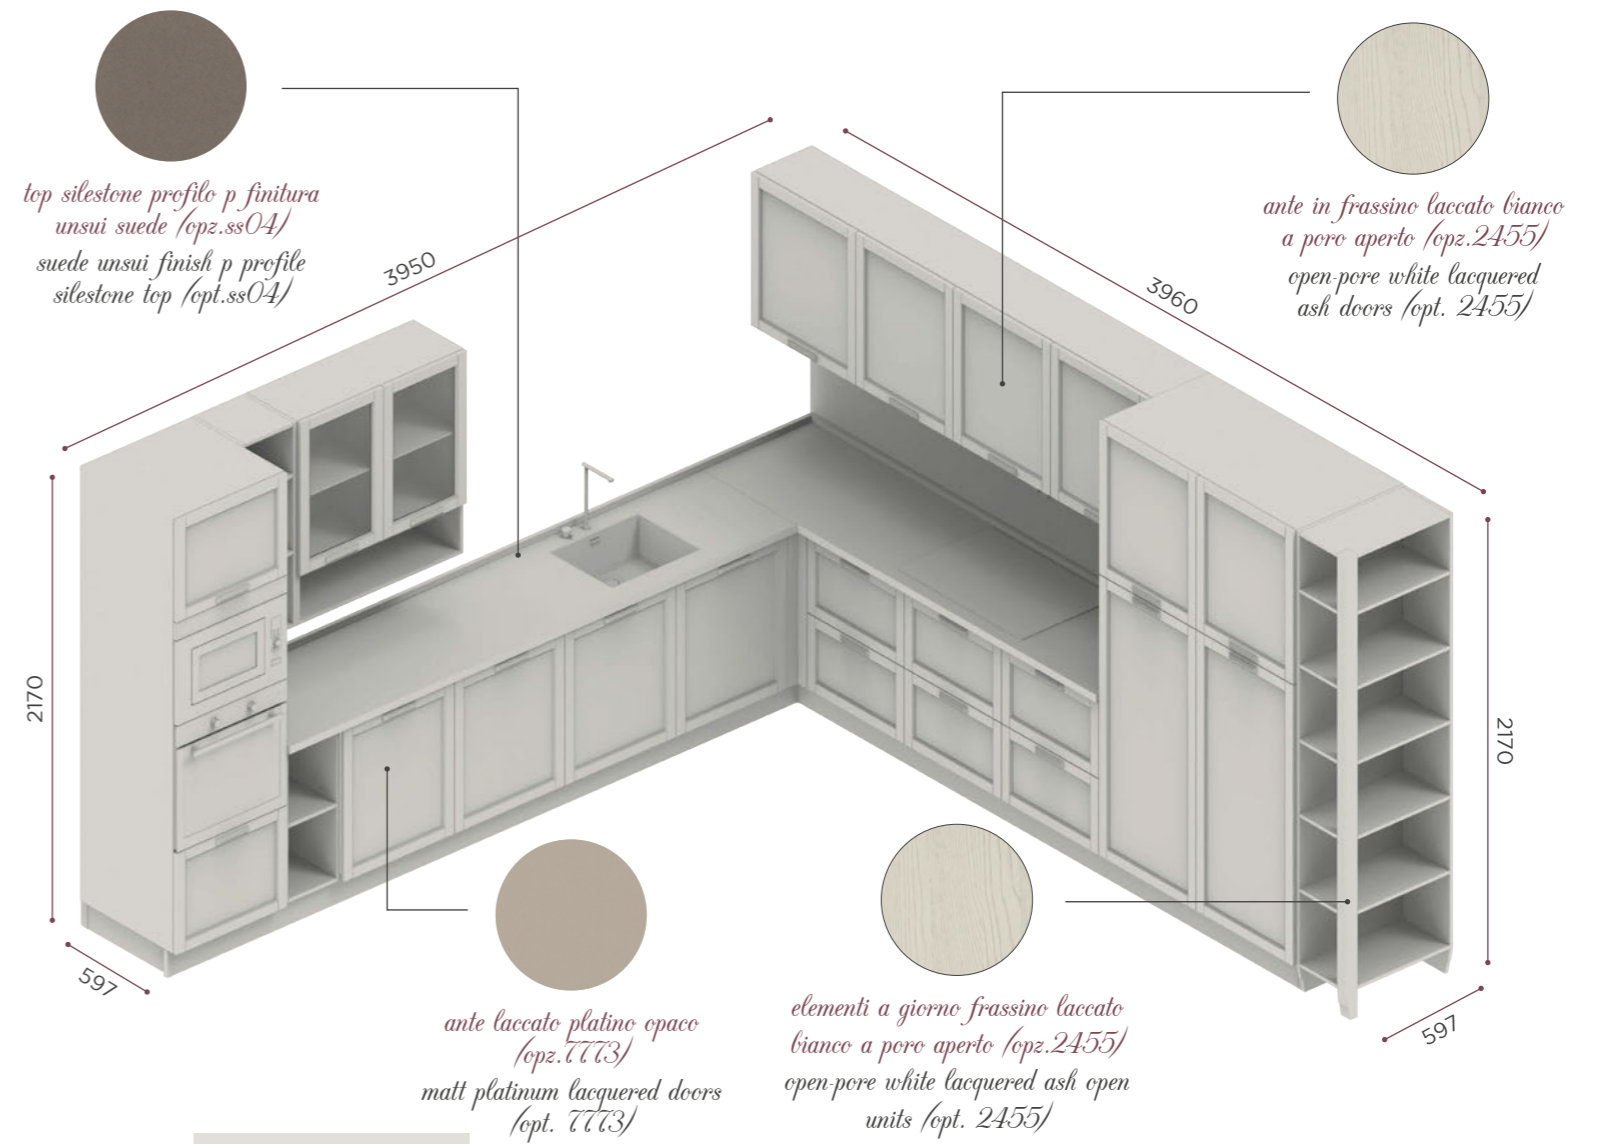 top silestone profilo p finitura
unsui suede (opz.ss04)
suede unsui finish p profile
silestone top (opt.ss04)
3950
3960
ante in frassino laccato bianco
a poro aperto (opz.2455)
open-pore white lacquered
ash doors (opt. 2455)
2170
597
2170
597
ante laccato platino opaco
(opz.7773)
matt platinum lacquered doors
(opt. 7773)
elementi a giorno frassino laccato
bianco a poro aperto (opz.2455)
open-pore white lacquered ash open
units (opt. 2455)